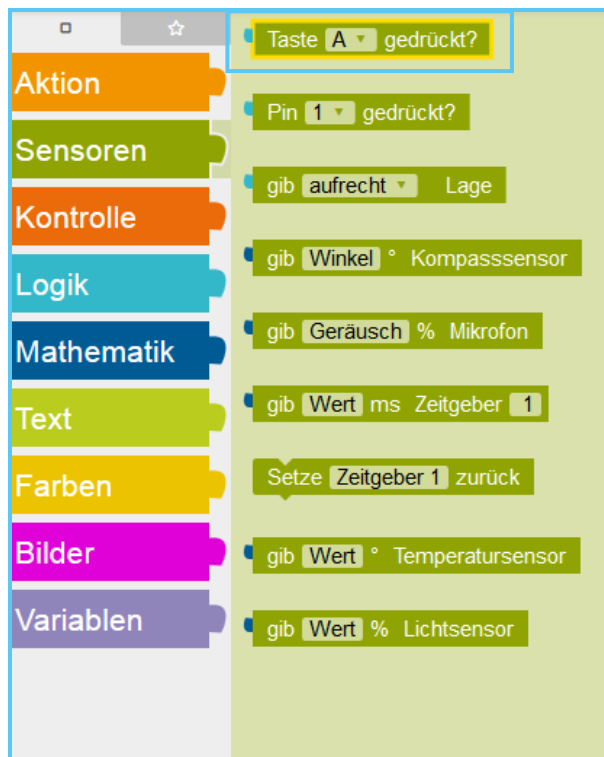 Aktion
Sensoren
Kontrolle
Logik
Mathematik
Text
Farben
Bilder
Variablen
Taste A gedrückt?
Pin 1 gedrückt?
gib aufrecht Lage
gib Winkel ° Kompasssensor
gib Geräusch % Mikrofon
gib Wert ms Zeitgeber 1
Setze Zeitgeber 1 zurück
gib Wert ° Temperatursensor
gib Wert % Lichtsensor